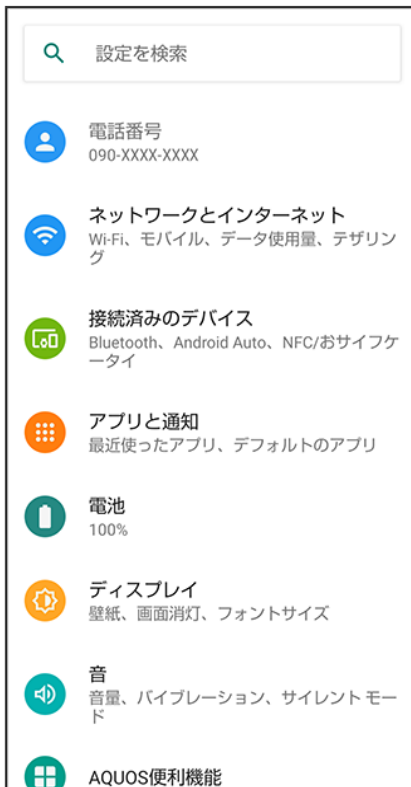 設定を検索
電話番号
090-XXXX-XXXX
ネットワークとインターネット
Wi-Fi、モバイル、データ使用量、テザリン
グ
接続済みのデバイス
Bluetooth、Android Auto、NFC/おサイフケ
ータイ
アプリと通知
最近使ったアプリ、デフォルトのアプリ
電池
100%
ディスプレイ
壁紙、画面消灯、フォントサイズ
音
音量、バイブレーション、サイレント モー
ド
AQUOS便利機能